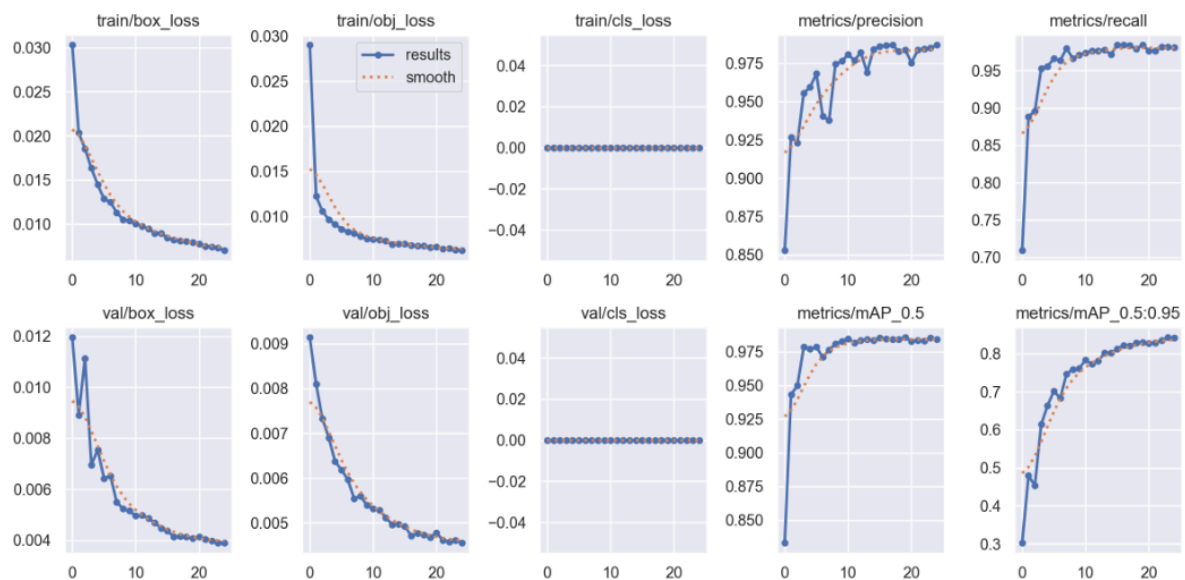 train/box_loss
train/obj_loss
train/cls_loss
metrics/precision
metrics/recall
0.030
0.025
0.020
0.015
0.010
0 10 20
0.030
0.025
0.020
0.015
0.010
results
smooth
0 10 20
0.04
0.02
0.00
−0.02
−0.04
0 10 20
0.975
0.950
0.925
0.900
0.875
0.850
0 10 20
0.95
0.90
0.85
0.80
0.75
0.70
0 20
val/box_loss
val/obj_loss
val/cls_loss
metrics/mAP_0.5
metrics/mAP_0.5:0.95
0.012
0.010
0.008
0.006
0.004
0 10 20
0.009
0.008
0.007
0.006
0.005
0 10 20
0.04
0.02
0.00
−0.02
−0.04
0 10 20
0.975
0.950
0.925
0.900
0.875
0.850
0 10 20
0.8
0.7
0.6
0.5
0.4
0.3
0 20